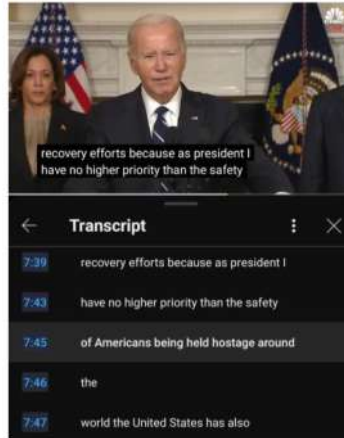 recovery efforts because as president I
have no higher priority than the safety
Transcript
7:39 recovery efforts because as president I
7:43 have no higher priority than the safety
7:45 of Americans being held hostage around
7:46 the
7:47 world the United States has also